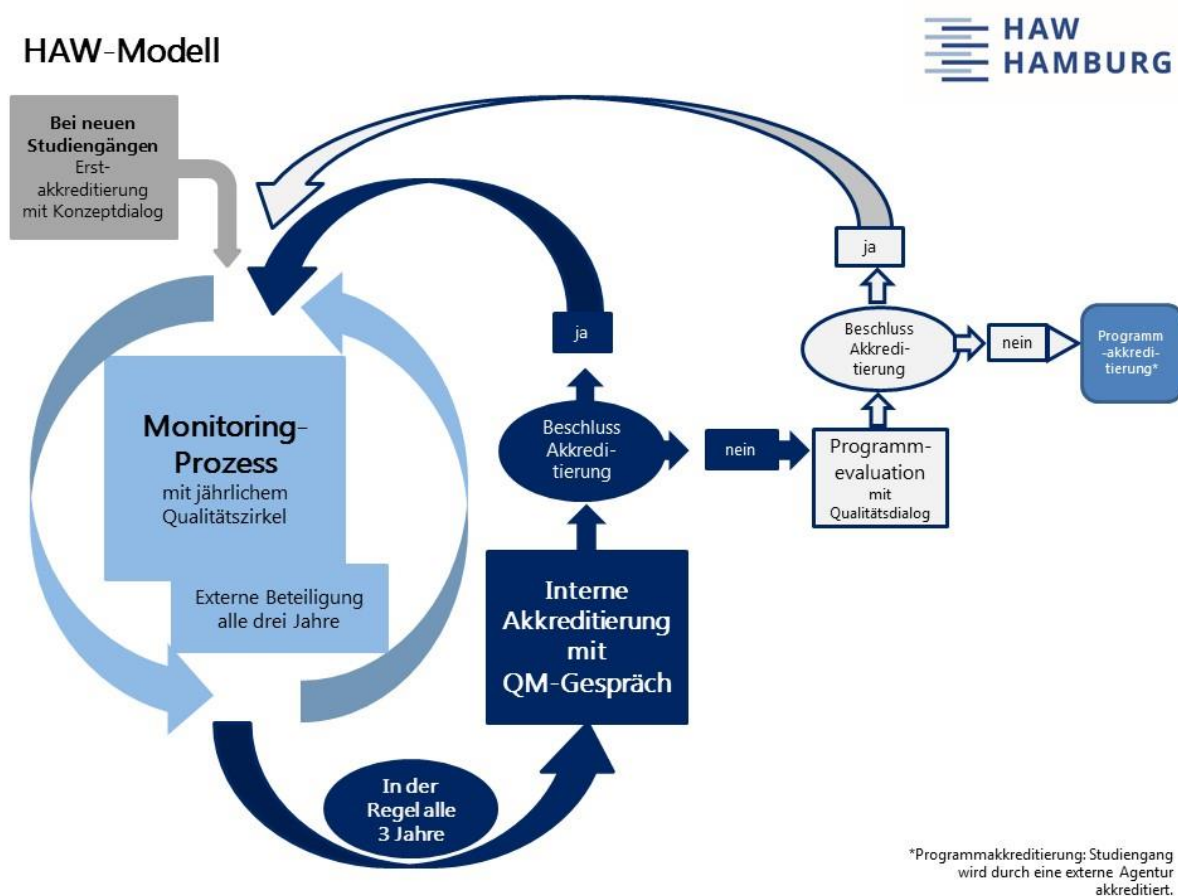 HAW-Modell
HAW
HAMBURG
Bei neuen
Studiengängen
Erst-
akkreditierung
mit Konzeptdialog
ja
ja
Beschluss
Akkredi-
tierung
nein
Programm
-akkredi-
tierung*
Monitoring-
Prozess
mit jährlichem
Qualitätszirkel
Beschluss
Akkredi-
tierung
nein
Programm-
evaluation
mit
Qualitätsdialog
Externe Beteiligung
alle drei Jahre
Interne
Akkreditierung
mit
QM-Gespräch
In der
Regel alle
3 Jahre
*Programmakkreditierung: Studiengang
wird durch eine externe Agentur
akkreditiert.